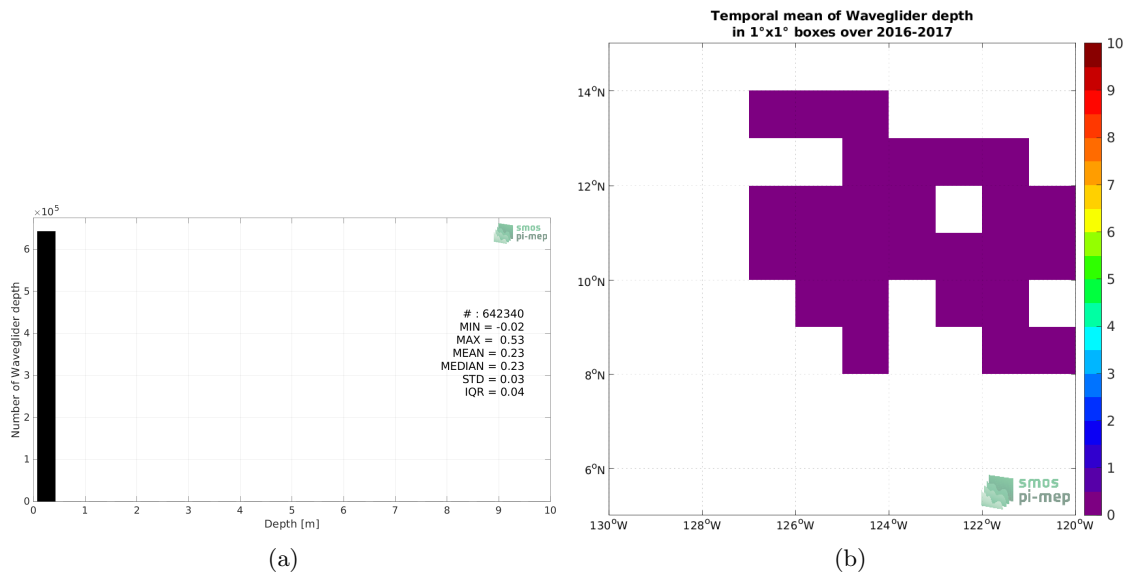 ×10⁵
6
5
4
3
2
1
0
Number of Waveglider depth
smos
pi-mep
# : 642340
MIN = -0.02
MAX = 0.53
MEAN = 0.23
MEDIAN = 0.23
STD = 0.03
IQR = 0.04
0 1 2 3 4 5 6 7 8 9 10
Depth [m]
(a)
Temporal mean of Waveglider depth
in 1°x1° boxes over 2016-2017
14°N
12°N
10°N
8°N
6°N
130°W 128°W 126°W 124°W 122°W 120°W
smos
pi-mep
10
9
8
7
6
5
4
3
2
1
0
(b)